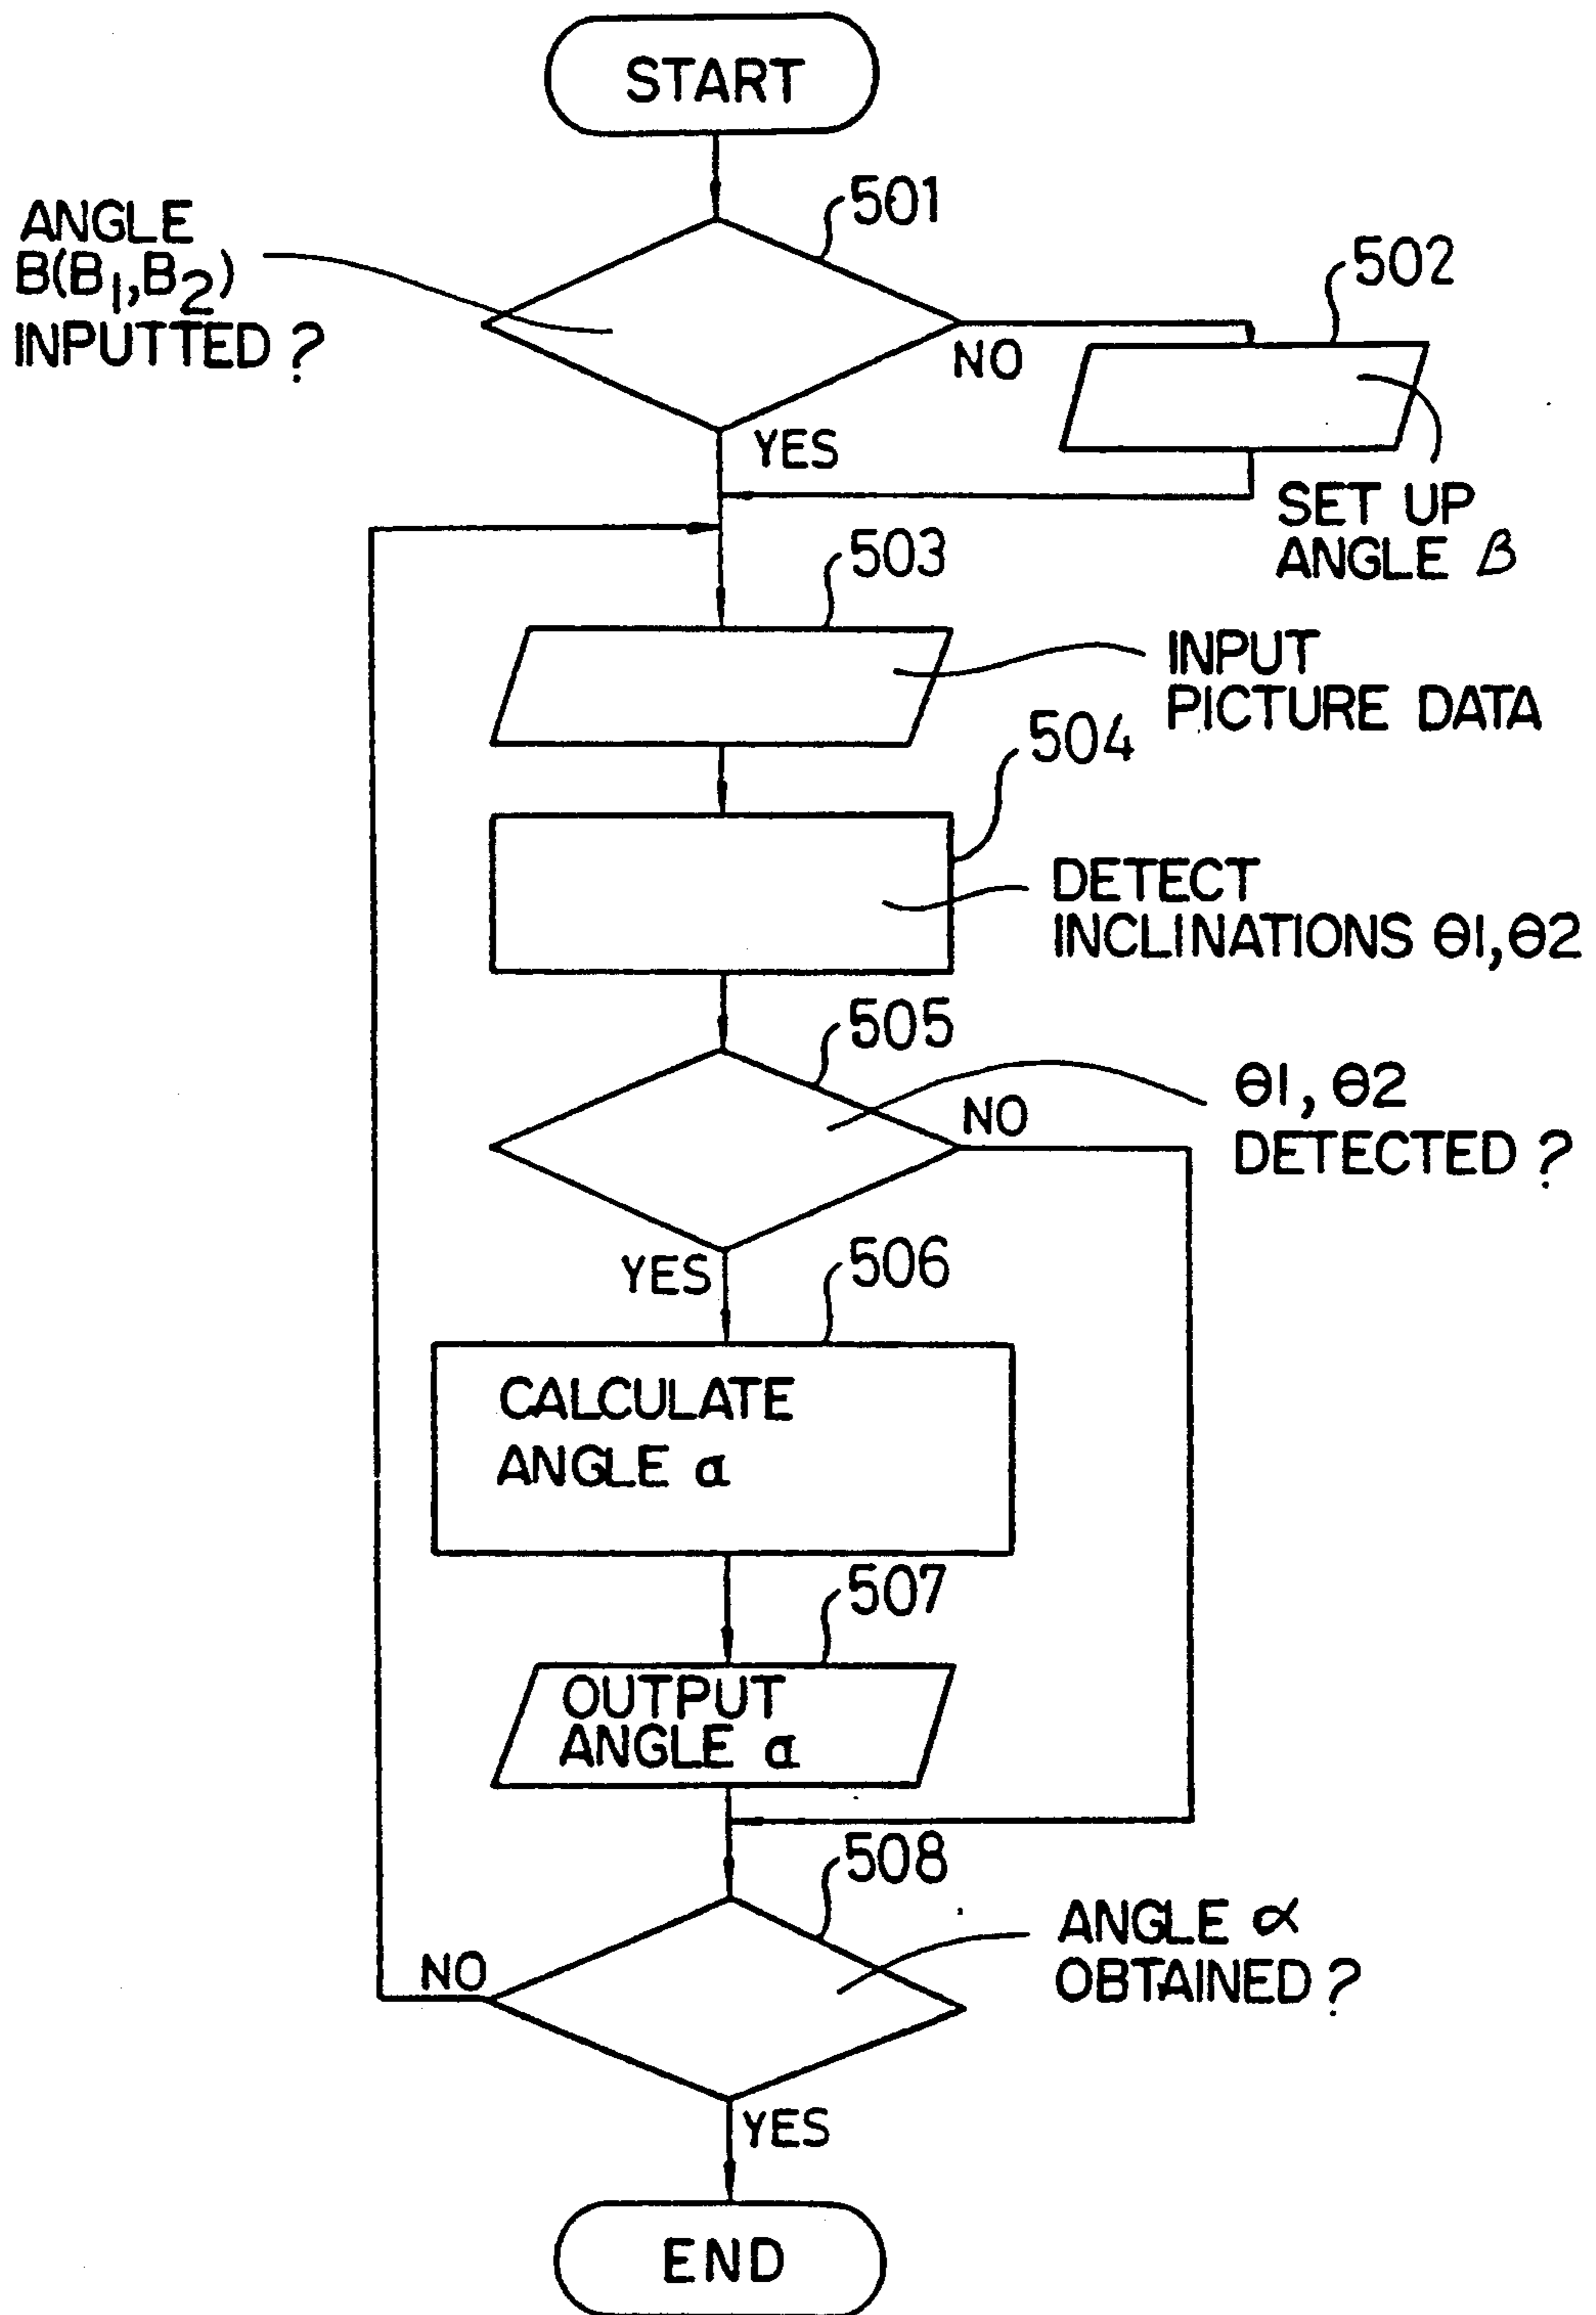 START
501
ANGLE
B(B₁,B₂)
INPUTTED ?
502
NO
YES
SET UP
ANGLE β
503
INPUT
PICTURE DATA
504
DETECT
INCLINATIONS θ1,θ2
505
θ1, θ2
DETECTED ?
NO
YES
506
CALCULATE
ANGLE α
507
OUTPUT
ANGLE α
508
ANGLE α
OBTAINED ?
NO
YES
END